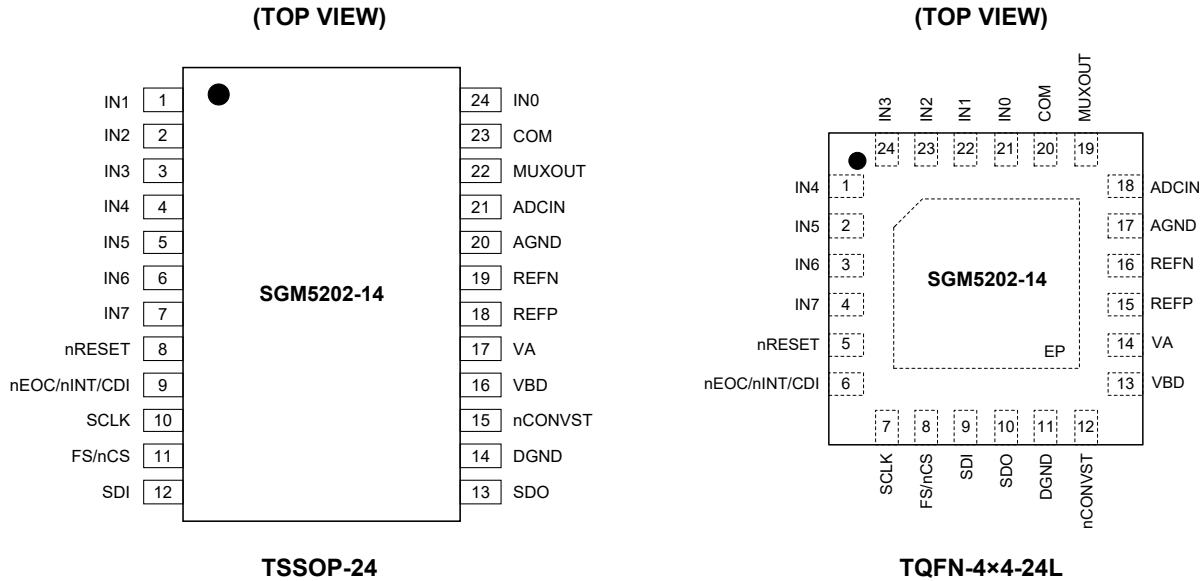 (TOP VIEW)
IN1 1
IN2 2
IN3 3
IN4 4
IN5 5
IN6 6
IN7 7
nRESET 8
nEOC/nINT/CDI 9
SCLK 10
FS/nCS 11
SDI 12
SGM5202-14
24 IN0
23 COM
22 MUXOUT
21 ADCIN
20 AGND
19 REFN
18 REFP
17 VA
16 VBD
15 nCONVST
14 DGND
13 SDO
TSSOP-24
(TOP VIEW)
IN3 IN2 IN1 IN0 COM MUXOUT
24 23 22 21 20 19
IN4 1
IN5 2
IN6 3
IN7 4
nRESET 5
nEOC/nINT/CDI 6
SGM5202-14
EP
18 ADCIN
17 AGND
16 REFN
15 REFP
14 VA
13 VBD
7 8 9 10 11 12
SCLK FS/nCS SDI SDO DGND nCONVST
TQFN-4×4-24L